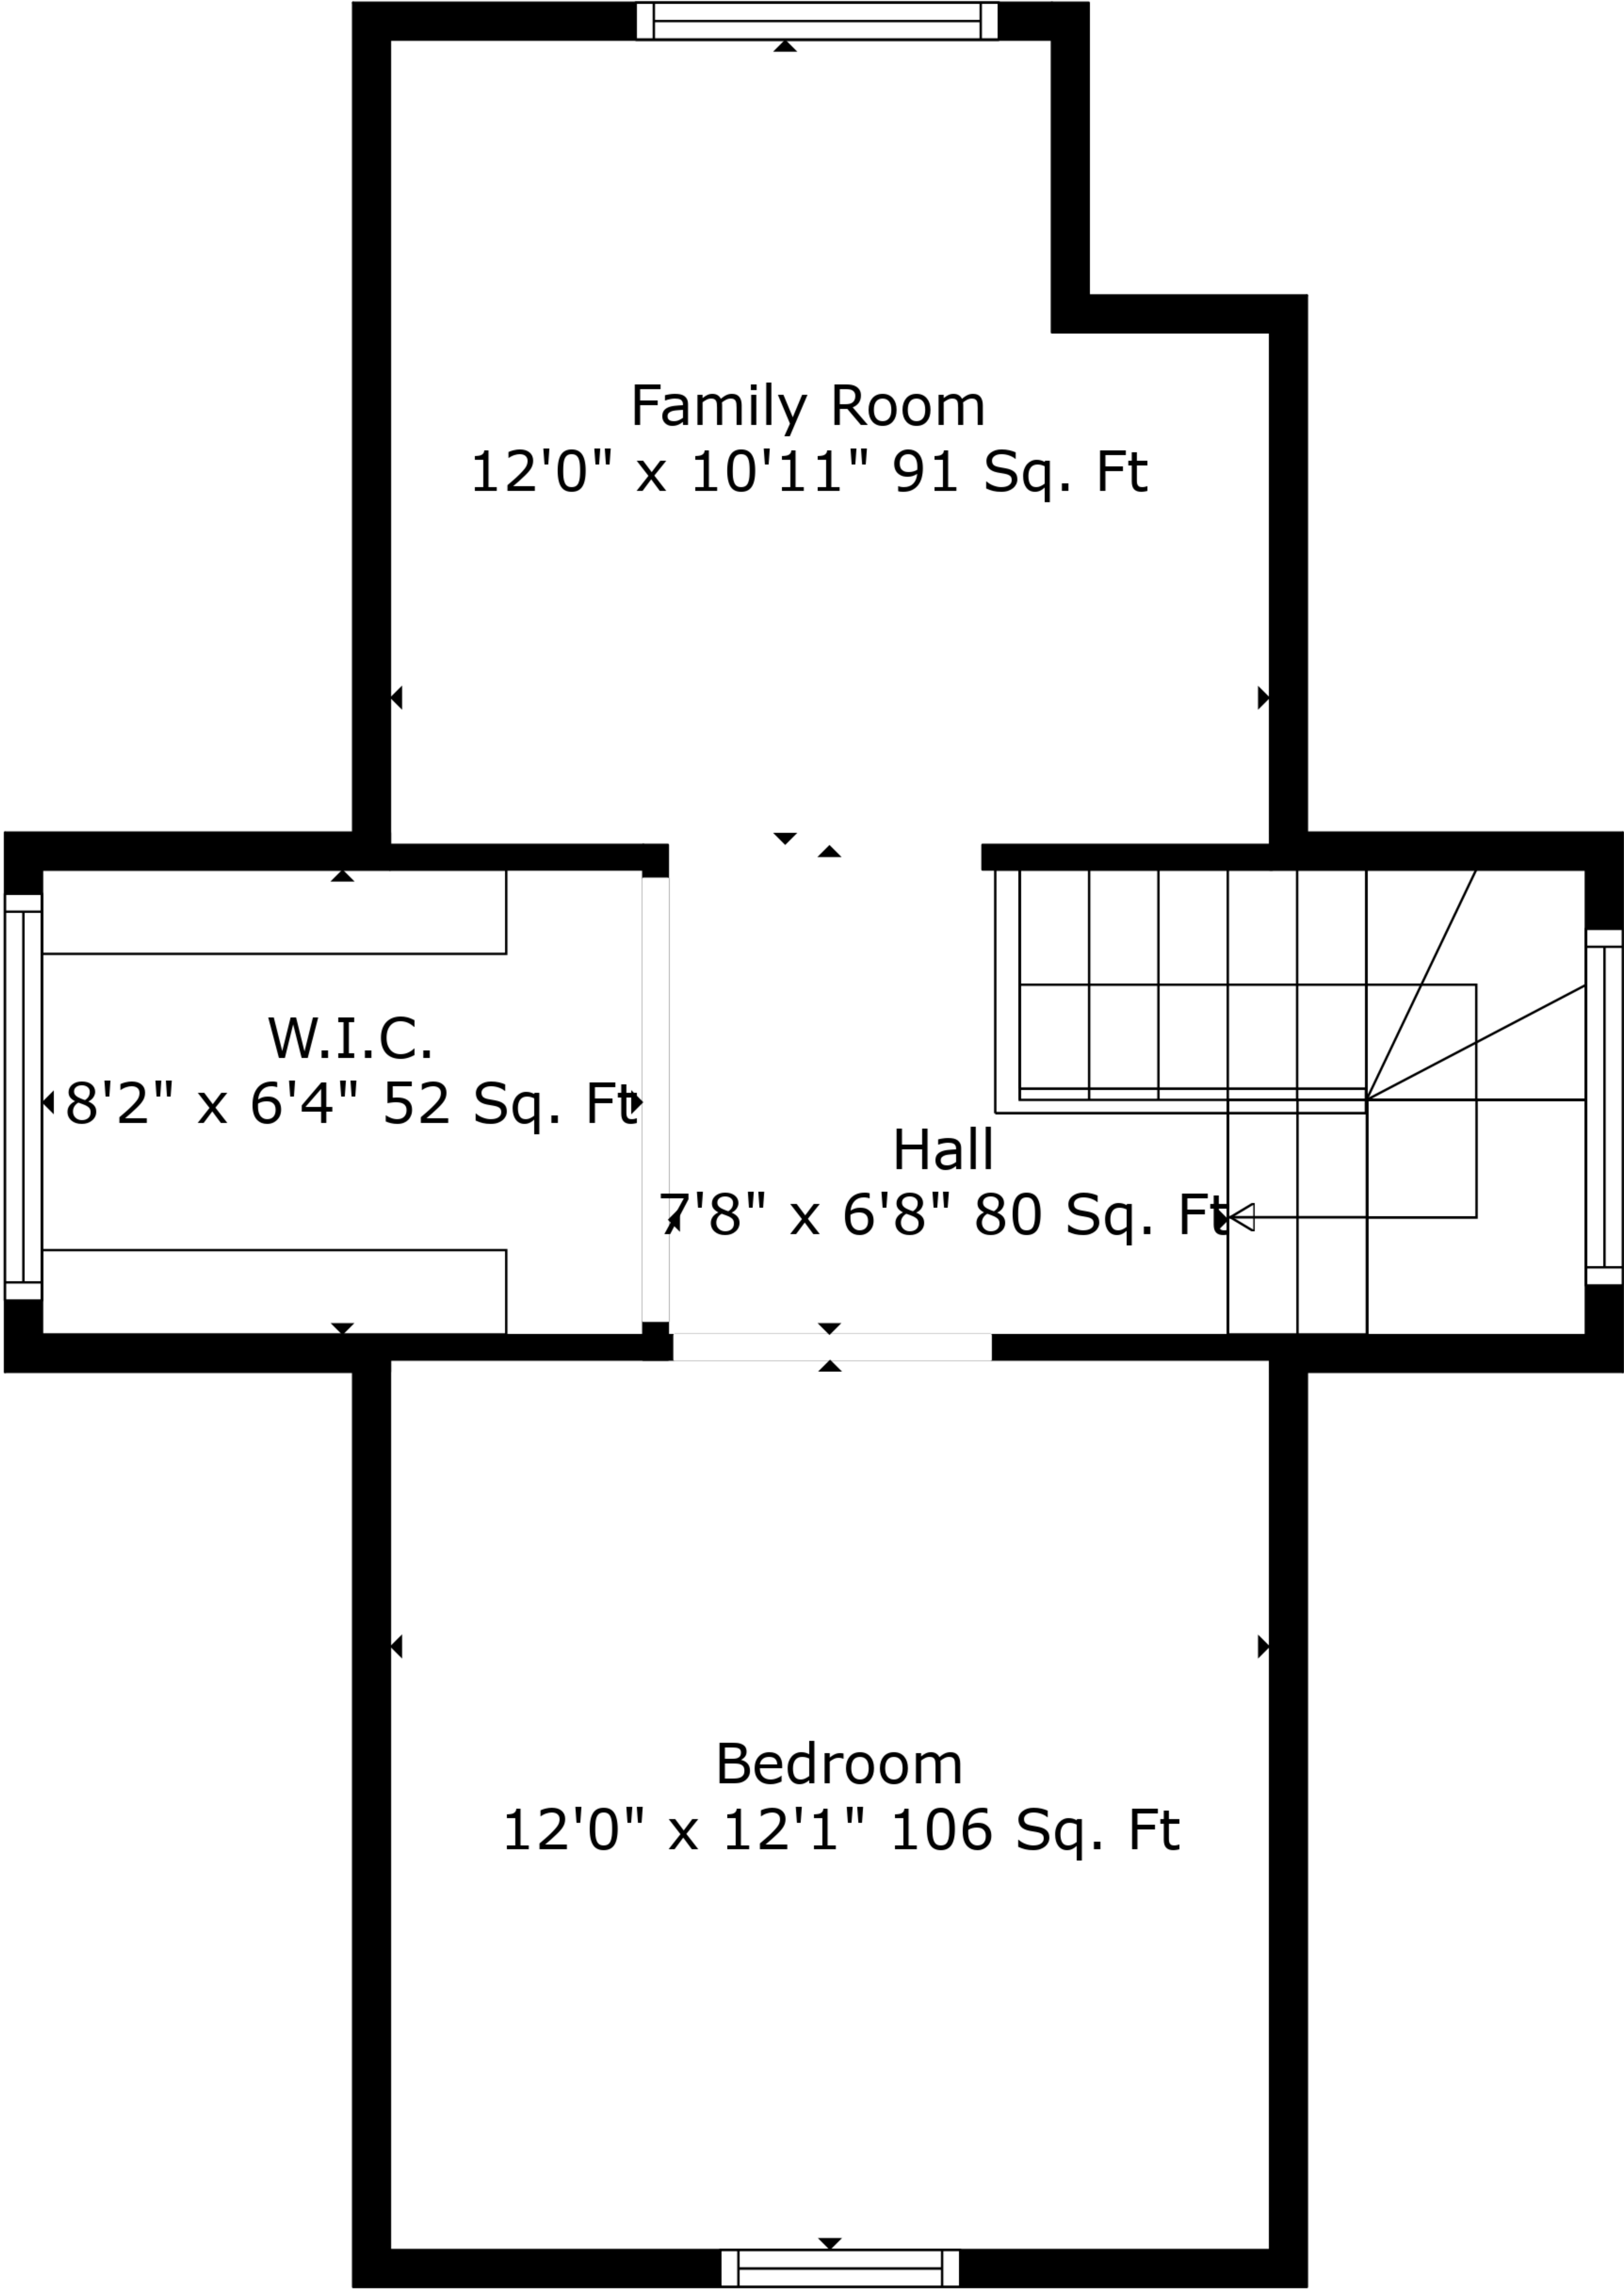 Family Room
12'0" x 10'11" 91 Sq. Ft
W.I.C.
8'2" x 6'4" 52 Sq. Ft
Hall
7'8" x 6'8" 80 Sq. Ft
Bedroom
12'0" x 12'1" 106 Sq. Ft